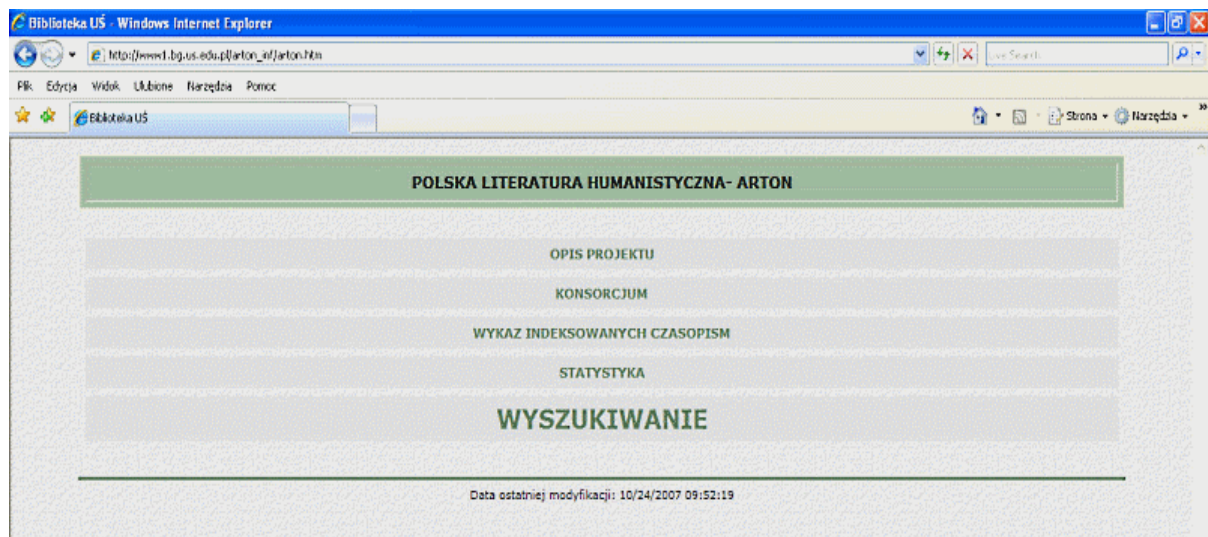 Biblioteka UŚ - Windows Internet Explorer
http://www1.bg.us.edu.pl/arton_inf/arton.htm
Live Search
Plik Edycja Widok Ulubione Narzędzia Pomoc
Biblioteka UŚ
Strona Narzędzia »
POLSKA LITERATURA HUMANISTYCZNA- ARTON
OPIS PROJEKTU
KONSORCJUM
WYKAZ INDEKSOWANYCH CZASOPISM
STATYSTYKA
WYSZUKIWANIE
Data ostatniej modyfikacji: 10/24/2007 09:52:19